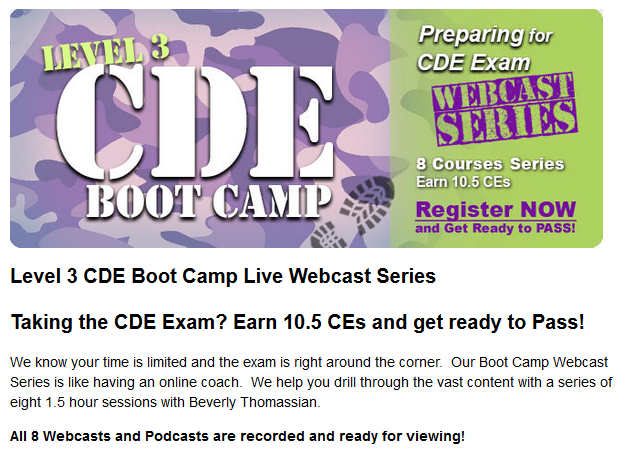 LEVEL 3
CDE
BOOT CAMP
Preparing for
CDE Exam
WEBCAST
SERIES
8 Courses Series
Earn 10.5 CEs
Register NOW
and Get Ready to PASS!
Level 3 CDE Boot Camp Live Webcast Series
Taking the CDE Exam? Earn 10.5 CEs and get ready to Pass!
We know your time is limited and the exam is right around the corner.  Our Boot Camp Webcast
Series is like having an online coach.  We help you drill through the vast content with a series of
eight 1.5 hour sessions with Beverly Thomassian.
All 8 Webcasts and Podcasts are recorded and ready for viewing!